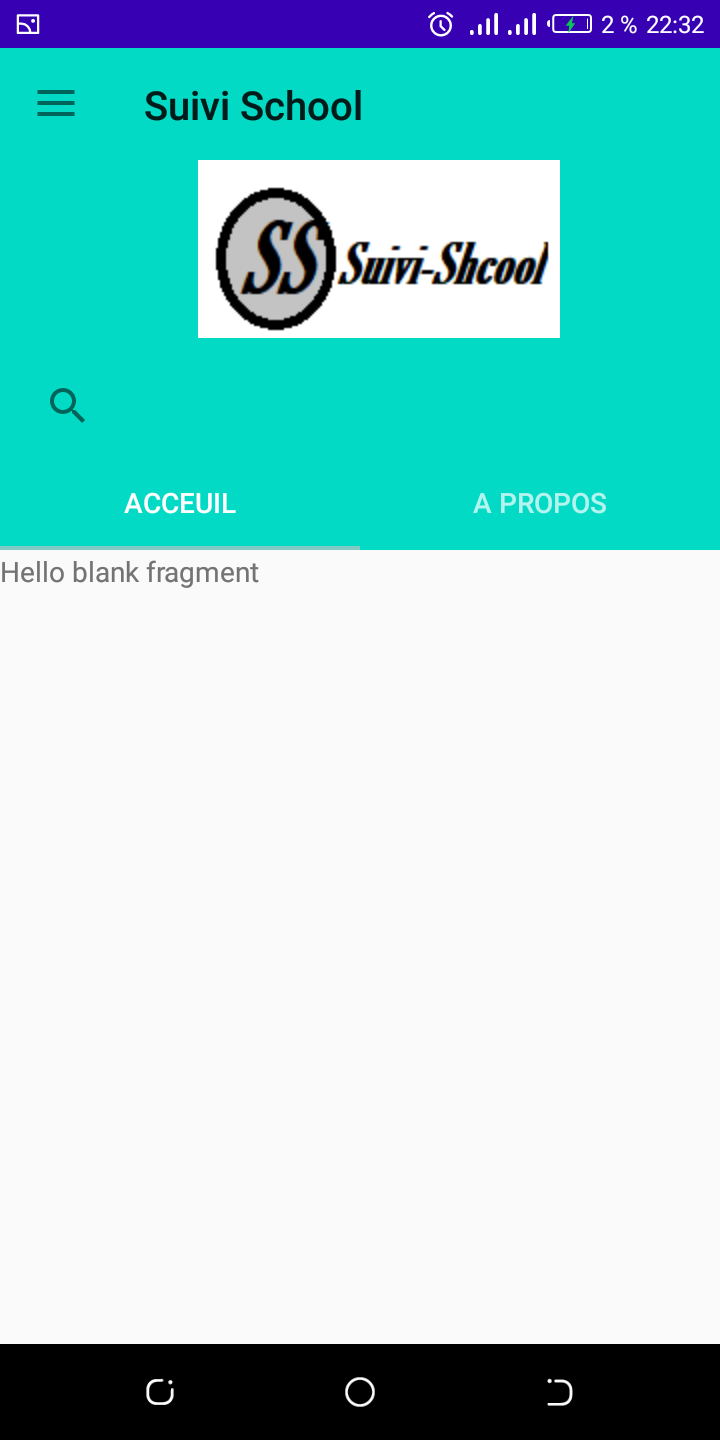 2 % 22:32
Suivi School
SS Suivi-Shcool
ACCEUIL
A PROPOS
Hello blank fragment